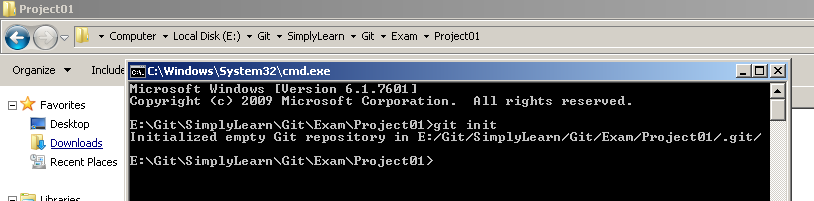 Project01
Computer Local Disk (E:) Git SimplyLearn Git Exam Project01
Organize Include
C:\Windows\System32\cmd.exe
Microsoft Windows [Version 6.1.7601]
Copyright (c) 2009 Microsoft Corporation. All rights reserved.
E:\Git\SimplyLearn\Git\Exam\Project01>git init
Initialized empty Git repository in E:/Git/SimplyLearn/Git/Exam/Project01/.git/
E:\Git\SimplyLearn\Git\Exam\Project01>
Favorites
Desktop
Downloads
Recent Places
Libraries